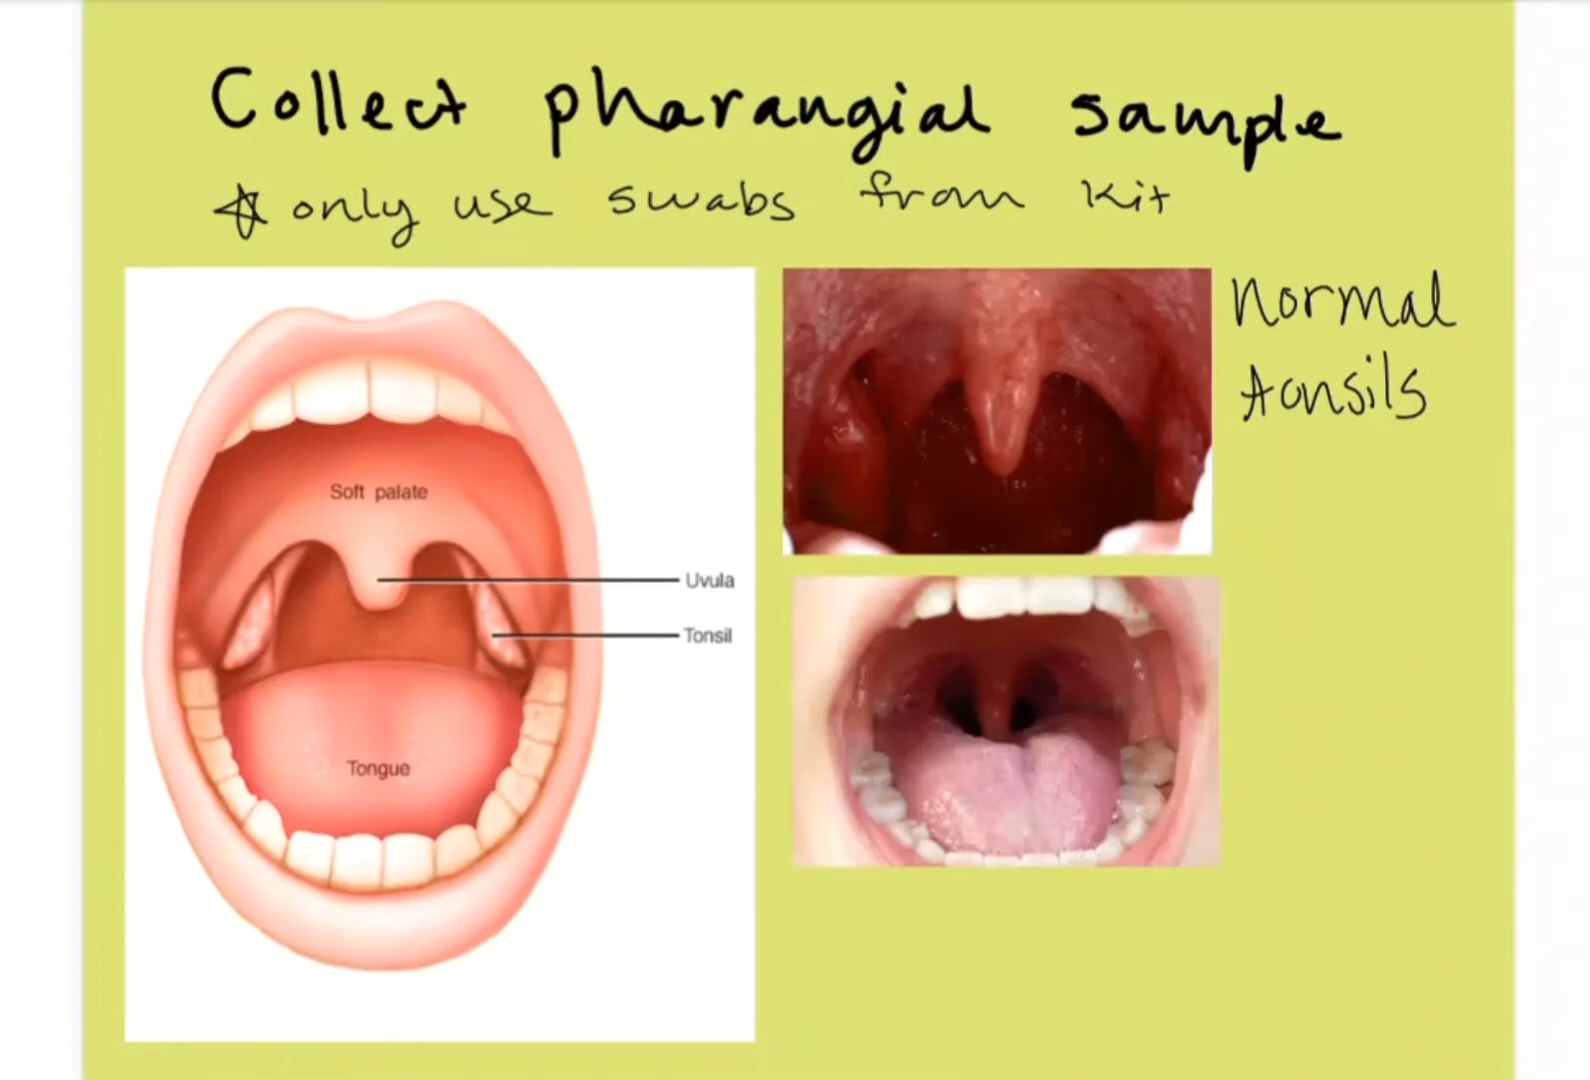 Collect pharangial sample
☆ only use swabs from kit
Normal
tonsils
Soft palate
Uvula
Tonsil
Tongue